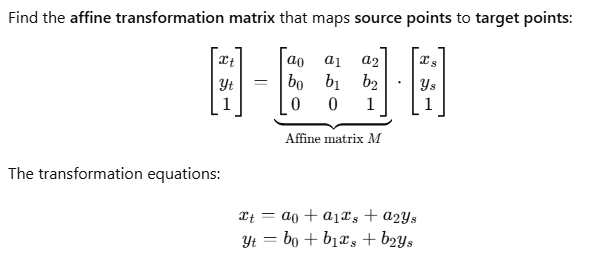 Find the affine transformation matrix that maps source points to target points:
[x_t y_t 1] = [a_0 a_1 a_2 b_0 b_1 b_2 0 0 1] · [x_s y_s 1]
Affine matrix M
The transformation equations:
x_t = a_0 + a_1x_s + a_2y_s
y_t = b_0 + b_1x_s + b_2y_s